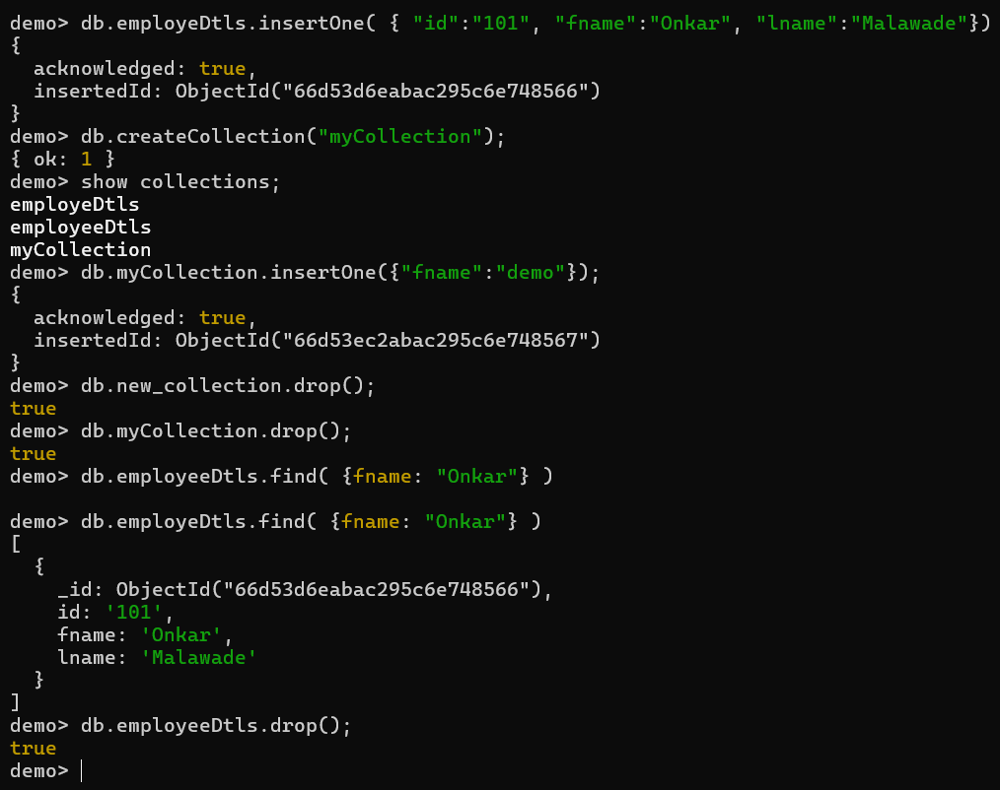 demo> db.employeDtls.insertOne( { "id":"101", "fname":"Onkar", "lname":"Malawade"})
{
  acknowledged: true,
  insertedId: ObjectId("66d53d6eabac295c6e748566")
}
demo> db.createCollection("myCollection");
{ ok: 1 }
demo> show collections;
employeDtls
employeeDtls
myCollection
demo> db.myCollection.insertOne({"fname":"demo"});
{
  acknowledged: true,
  insertedId: ObjectId("66d53ec2abac295c6e748567")
}
demo> db.new_collection.drop();
true
demo> db.myCollection.drop();
true
demo> db.employeeDtls.find( {fname: "Onkar"} )

demo> db.employeDtls.find( {fname: "Onkar"} )
[
  {
    _id: ObjectId("66d53d6eabac295c6e748566"),
    id: '101',
    fname: 'Onkar',
    lname: 'Malawade'
  }
]
demo> db.employeeDtls.drop();
true
demo>